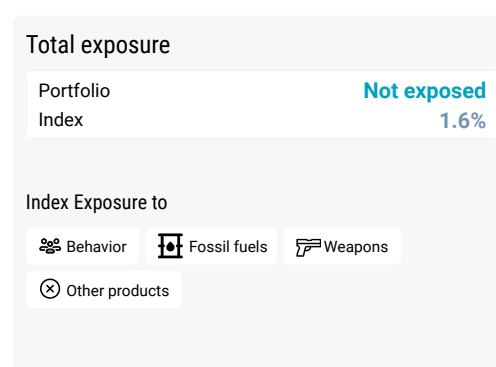 Total exposure
Portfolio Not exposed
Index 1.6%
Index Exposure to
Behavior Fossil fuels Weapons
Other products